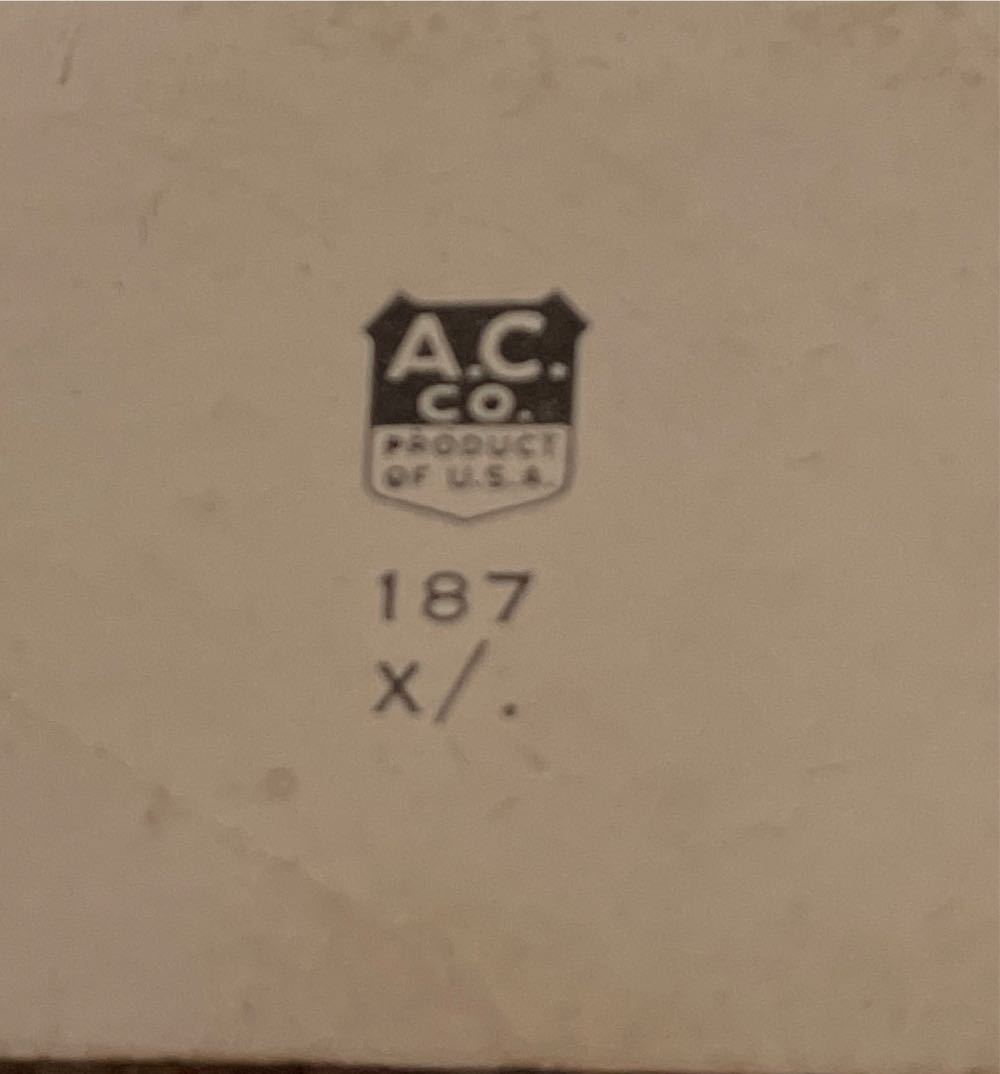 A.C.
CO.
PRODUCT
OF U.S.A.
187
X/.